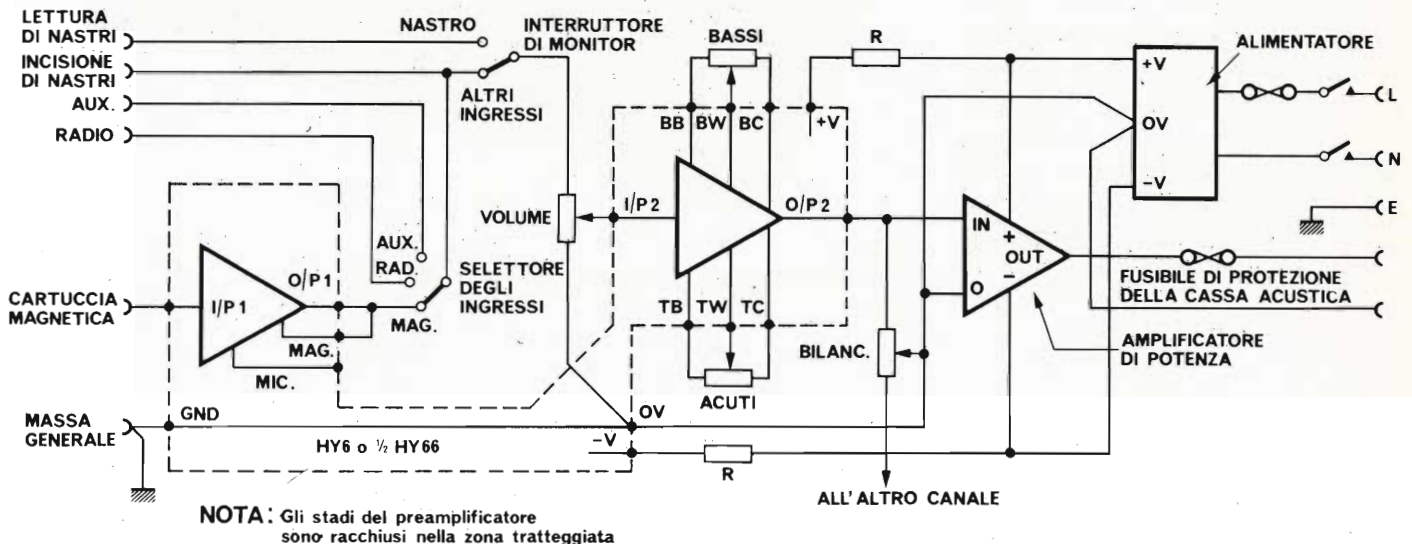 LETTURA
DI NASTRI
INCISIONE
DI NASTRI
AUX.
RADIO
NASTRO
INTERRUTTORE
DI MONITOR
ALTRI
INGRESSI
BASSI
R
ALIMENTATORE
+V
OV
-V
L
N
E
BB
BW
BC
+V
VOLUME
I/P2
O/P2
TB
TW
TC
ACUTI
AUX.
RAD.
MAG.
SELETTORE
DEGLI
INGRESSI
CARTUCCIA
MAGNETICA
I/P1
O/P1
MAG.
MIC.
IN
+
OUT
-
O
FUSIBILE DI PROTEZIONE
DELLA CASSA ACUSTICA
BILANC.
AMPLIFICATORE
DI POTENZA
MASSA
GENERALE
GND
OV
HY6 o ½ HY66
-V
R
ALL'ALTRO CANALE
NOTA: Gli stadi del preamplificatore
sono racchiusi nella zona tratteggiata